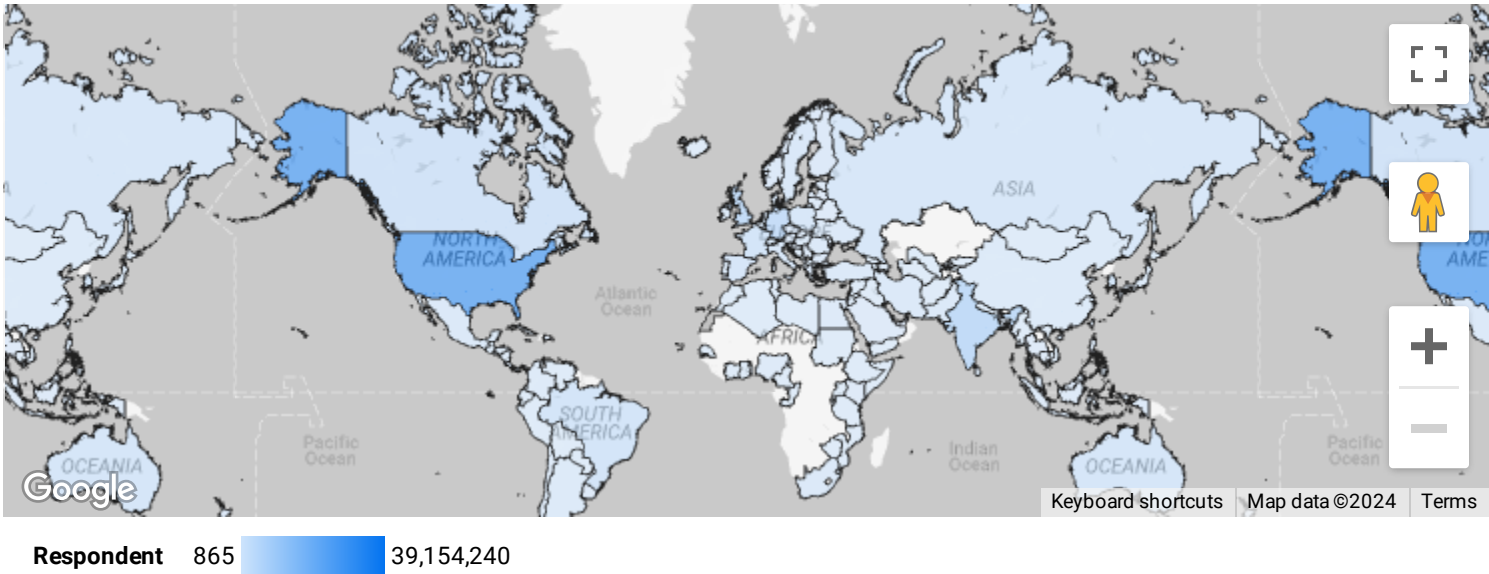 ASIA
NORTH
AMERICA
Atlantic
Ocean
AFRICA
SOUTH
AMERICA
Pacific
Ocean
Indian
Ocean
Pacific
Ocean
OCEANIA
OCEANIA
Google
Keyboard shortcuts
Map data ©2024
Terms
Respondent 865 39,154,240